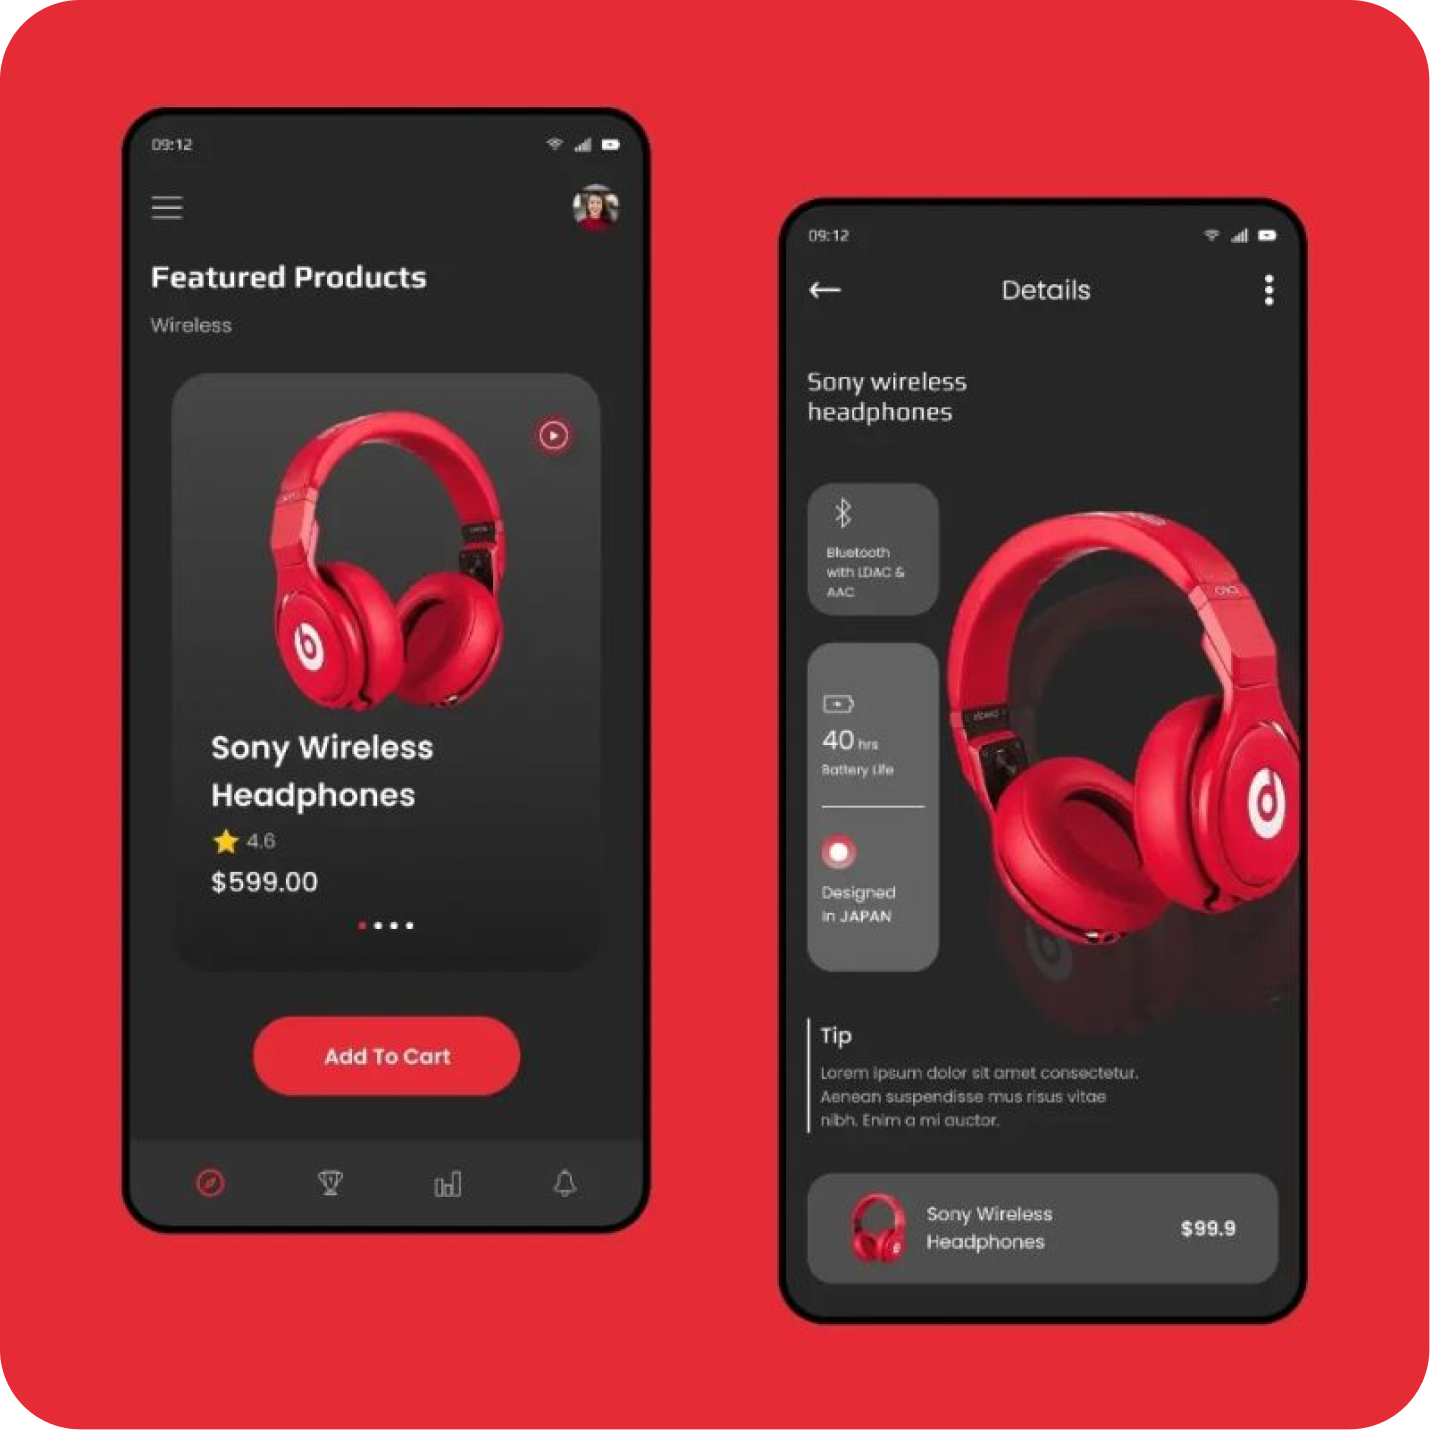 09:12
Featured Products
Wireless
Sony Wireless
Headphones
4.6
$599.00
Add To Cart
09:12
Details
Sony wireless
headphones
Bluetooth
with LDAC &
AAC
40 hrs
Battery Life
Designed
in JAPAN
Tip
Lorem ipsum dolor sit amet consectetur.
Aenean suspendisse mus risus vitae
nibh. Enim a mi auctor.
Sony Wireless
Headphones
$99.9